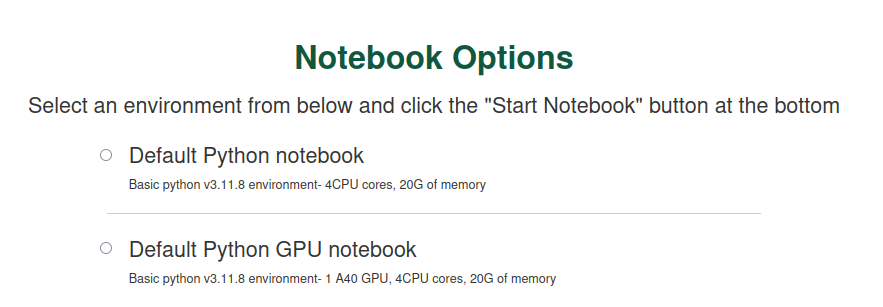 Notebook Options
Select an environment from below and click the "Start Notebook" button at the bottom
Default Python notebook
Basic python v3.11.8 environment- 4CPU cores, 20G of memory
Default Python GPU notebook
Basic python v3.11.8 environment- 1 A40 GPU, 4CPU cores, 20G of memory